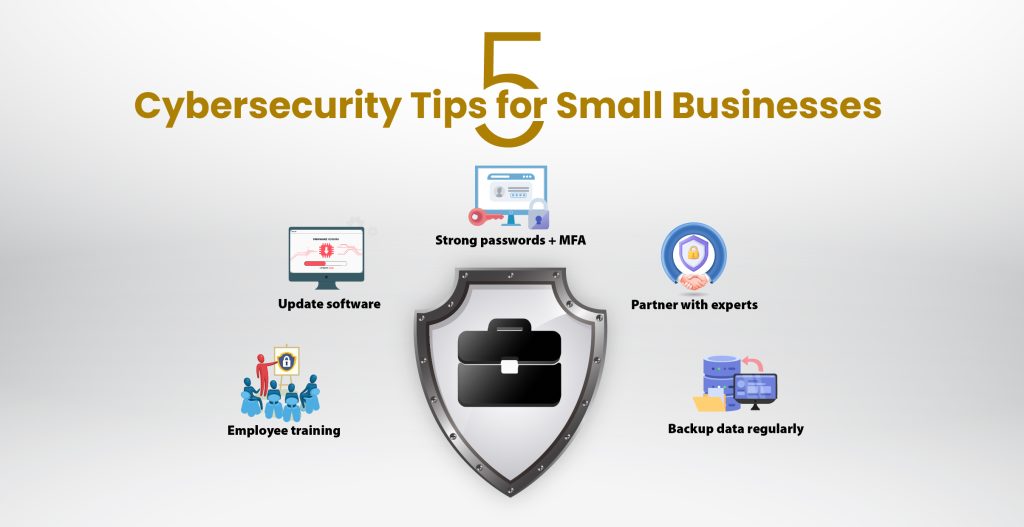 5
Cybersecurity Tips for Small Businesses
Strong passwords + MFA
Update software
Partner with experts
Employee training
Backup data regularly